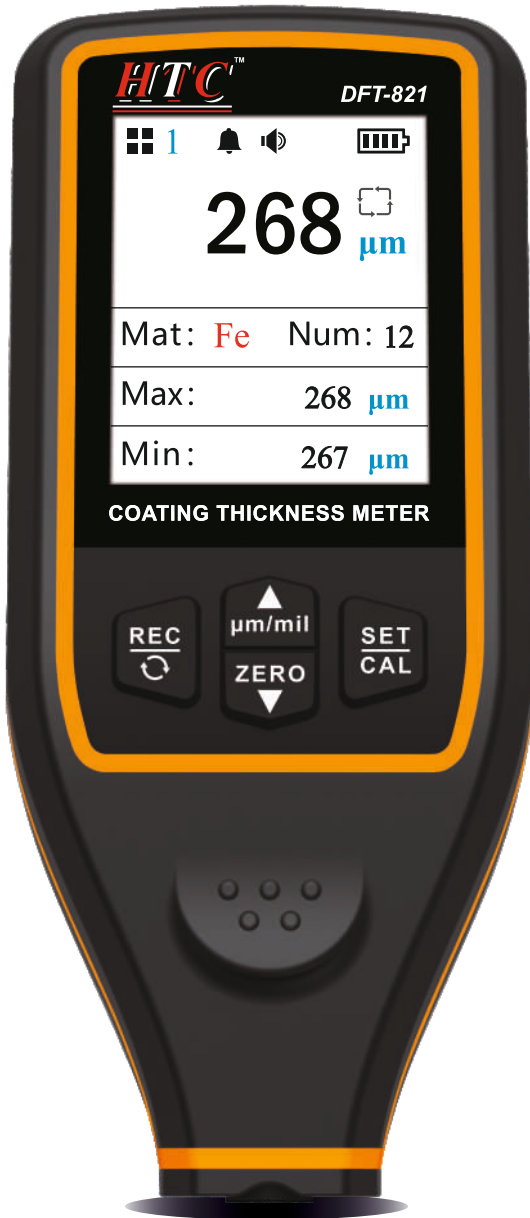 HTC™
DFT-821
1
268 µm
Mat: Fe Num: 12
Max: 268 µm
Min: 267 µm
COATING THICKNESS METER
REC
µm/mil
ZERO
SET
CAL